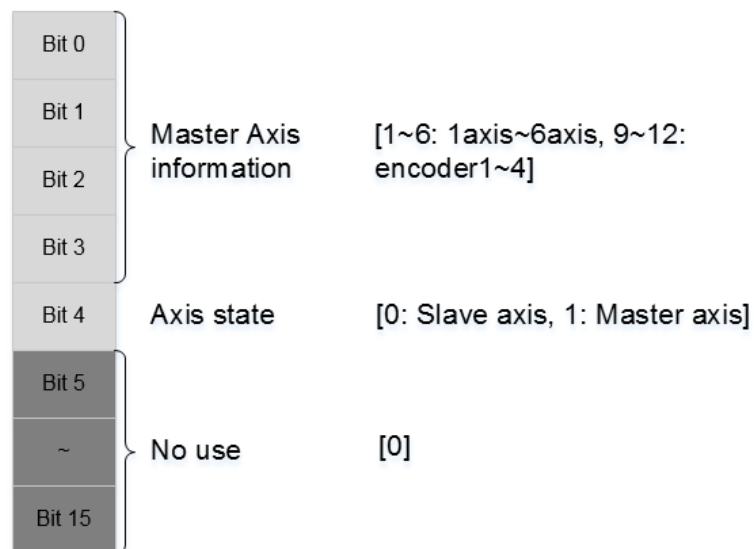 Bit 0
Bit 1
Bit 2
Bit 3
Master Axis
information
[1~6: 1axis~6axis, 9~12:
encoder1~4]
Bit 4
Axis state
[0: Slave axis, 1: Master axis]
Bit 5
~
Bit 15
No use
[0]